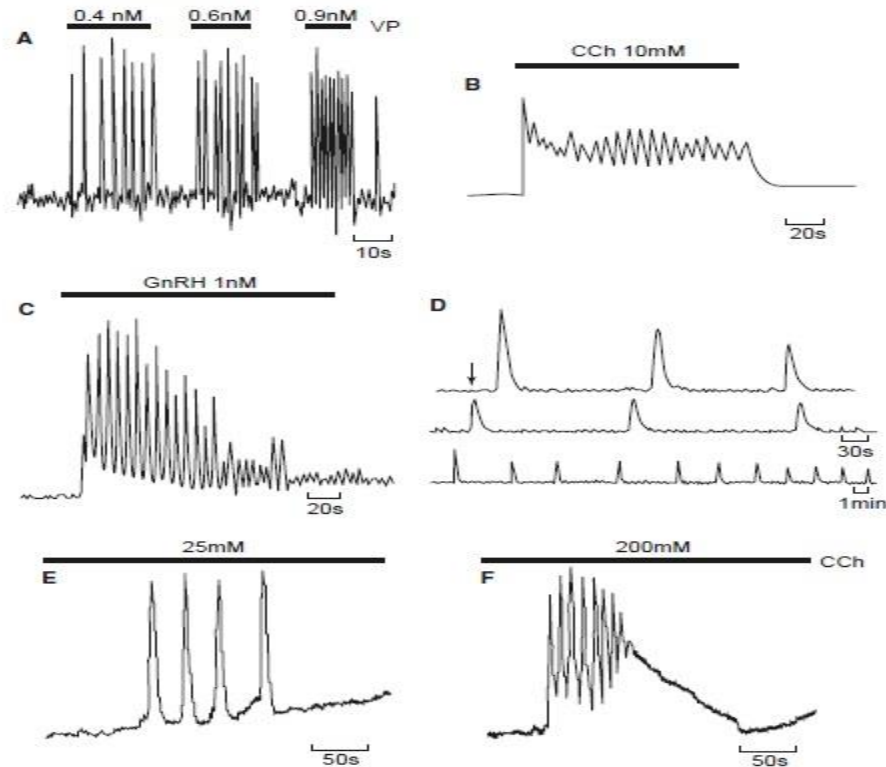 0.4 nM 0.6nM 0.9nM VP
A
10s
CCh 10mM
B
20s
GnRH 1nM
C
20s
D
30s
1min
25mM
E
50s
200mM CCh
F
50s